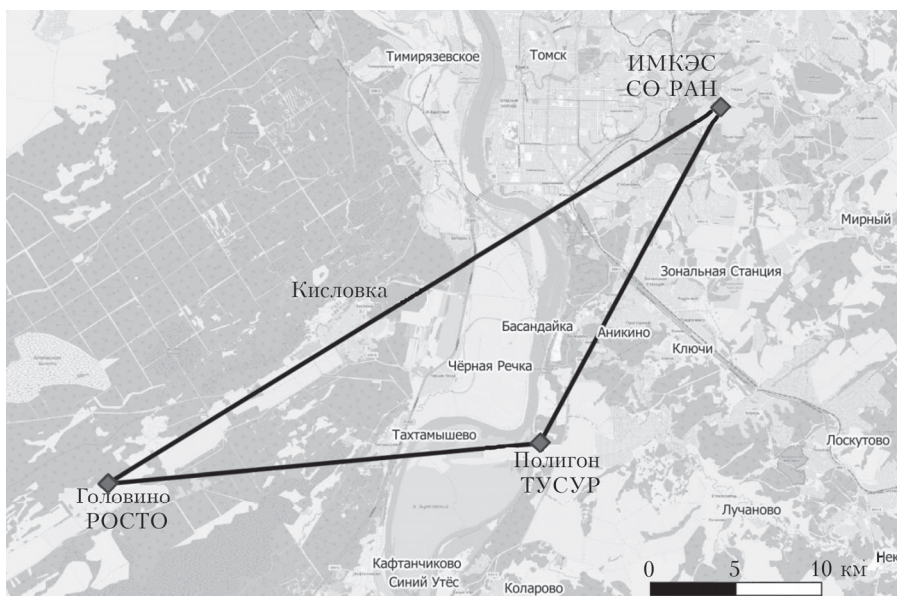 ИМКЭС
СО РАН
Тимирязевское
Томск
Мирный
Зональная Станция
Кисловка
Басандайка
Аникино
Ключи
Чёрная Речка
Тахтамышево
Лоскутово
Полигон
ТУСУР
Головино
РОСТО
Лучаново
Кафтанчиково
Синий Утёс
Коларово
Нек
0 5 10 км